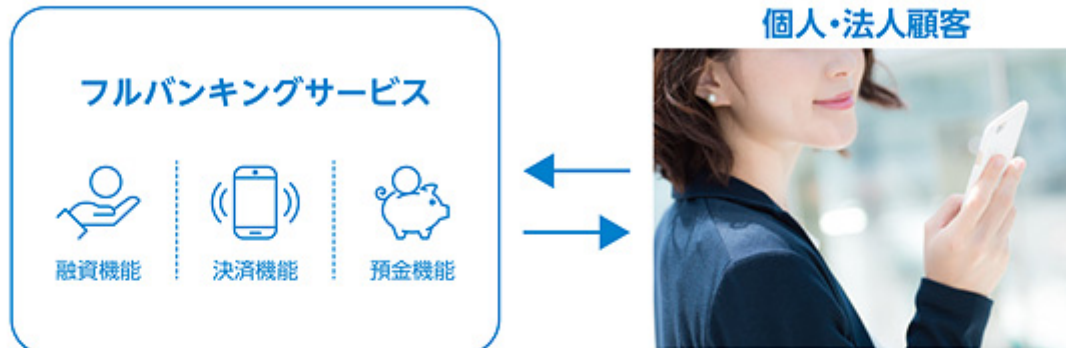 個人・法人顧客
フルバンキングサービス
融資機能
決済機能
預金機能